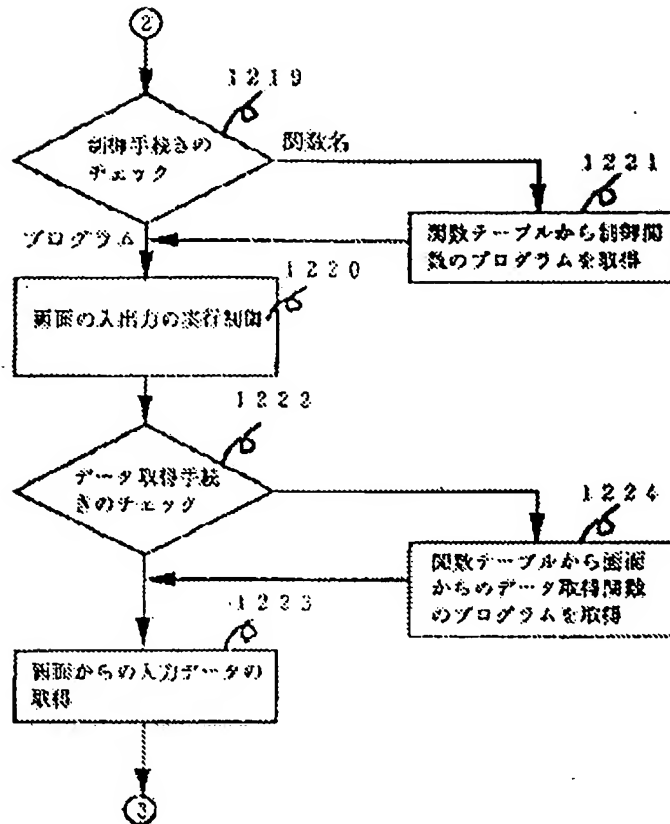 ②
1219
制御手続きの
チェック
関数名
1221
関数テーブルから制御関
数のプログラムを取得
プログラム
1220
画面の入出力の実行制御
1222
データ取得手続
きのチェック
1224
関数テーブルから画面
からのデータ取得関数
のプログラムを取得
1223
画面からの入力データの
取得
③